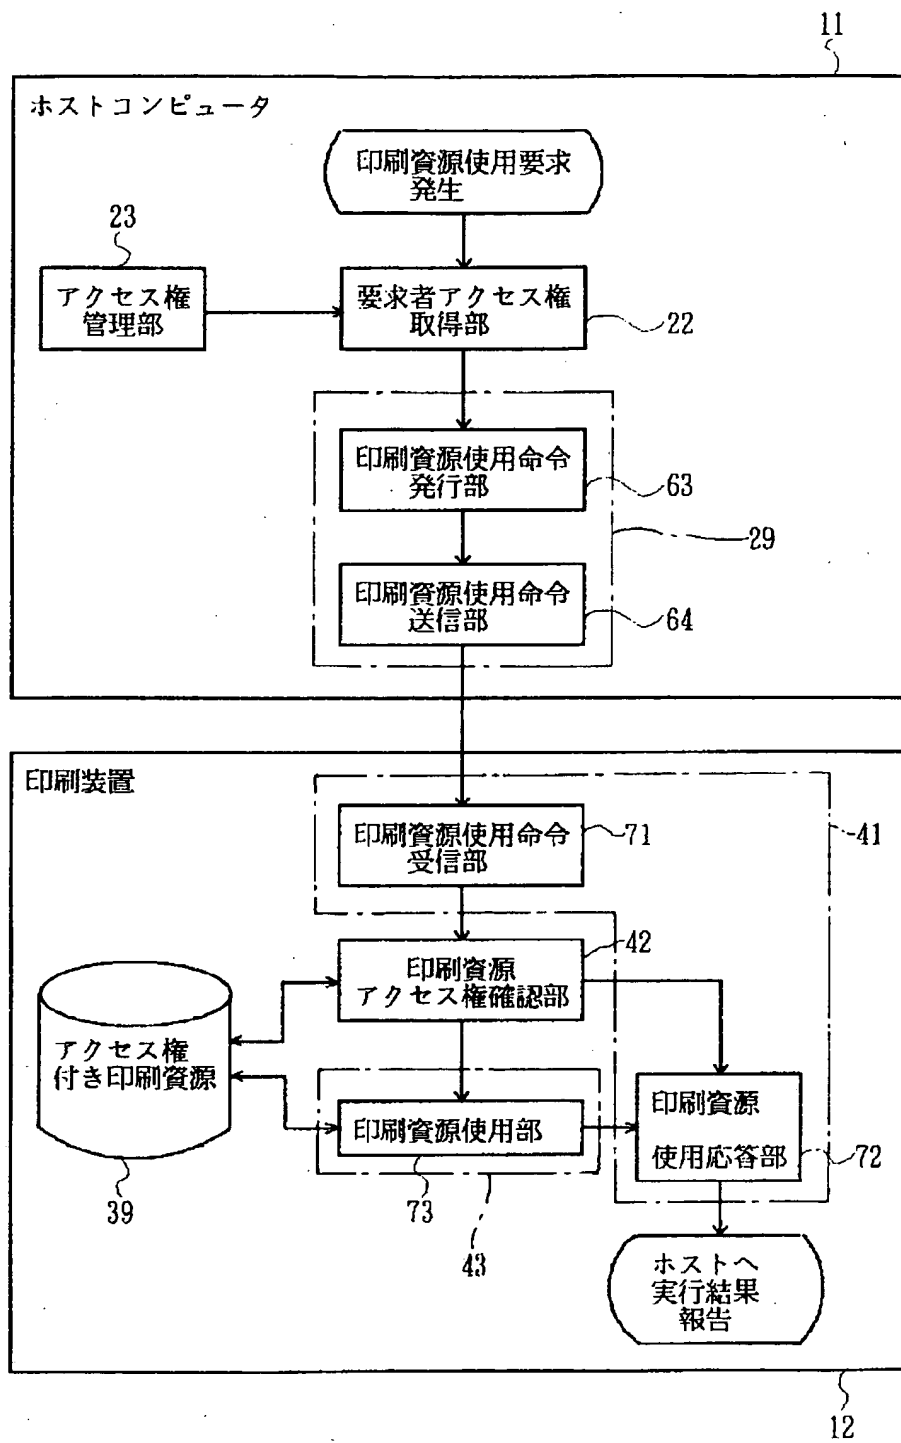 11
ホストコンピュータ
印刷資源使用要求
発生
23
アクセス権
管理部
要求者アクセス権
取得部
22
印刷資源使用命令
発行部
63
29
印刷資源使用命令
送信部
64
印刷装置
印刷資源使用命令
受信部
71
41
42
印刷資源
アクセス権確認部
アクセス権
付き印刷資源
39
印刷資源使用部
73
43
印刷資源
使用応答部
72
ホストへ
実行結果
報告
12